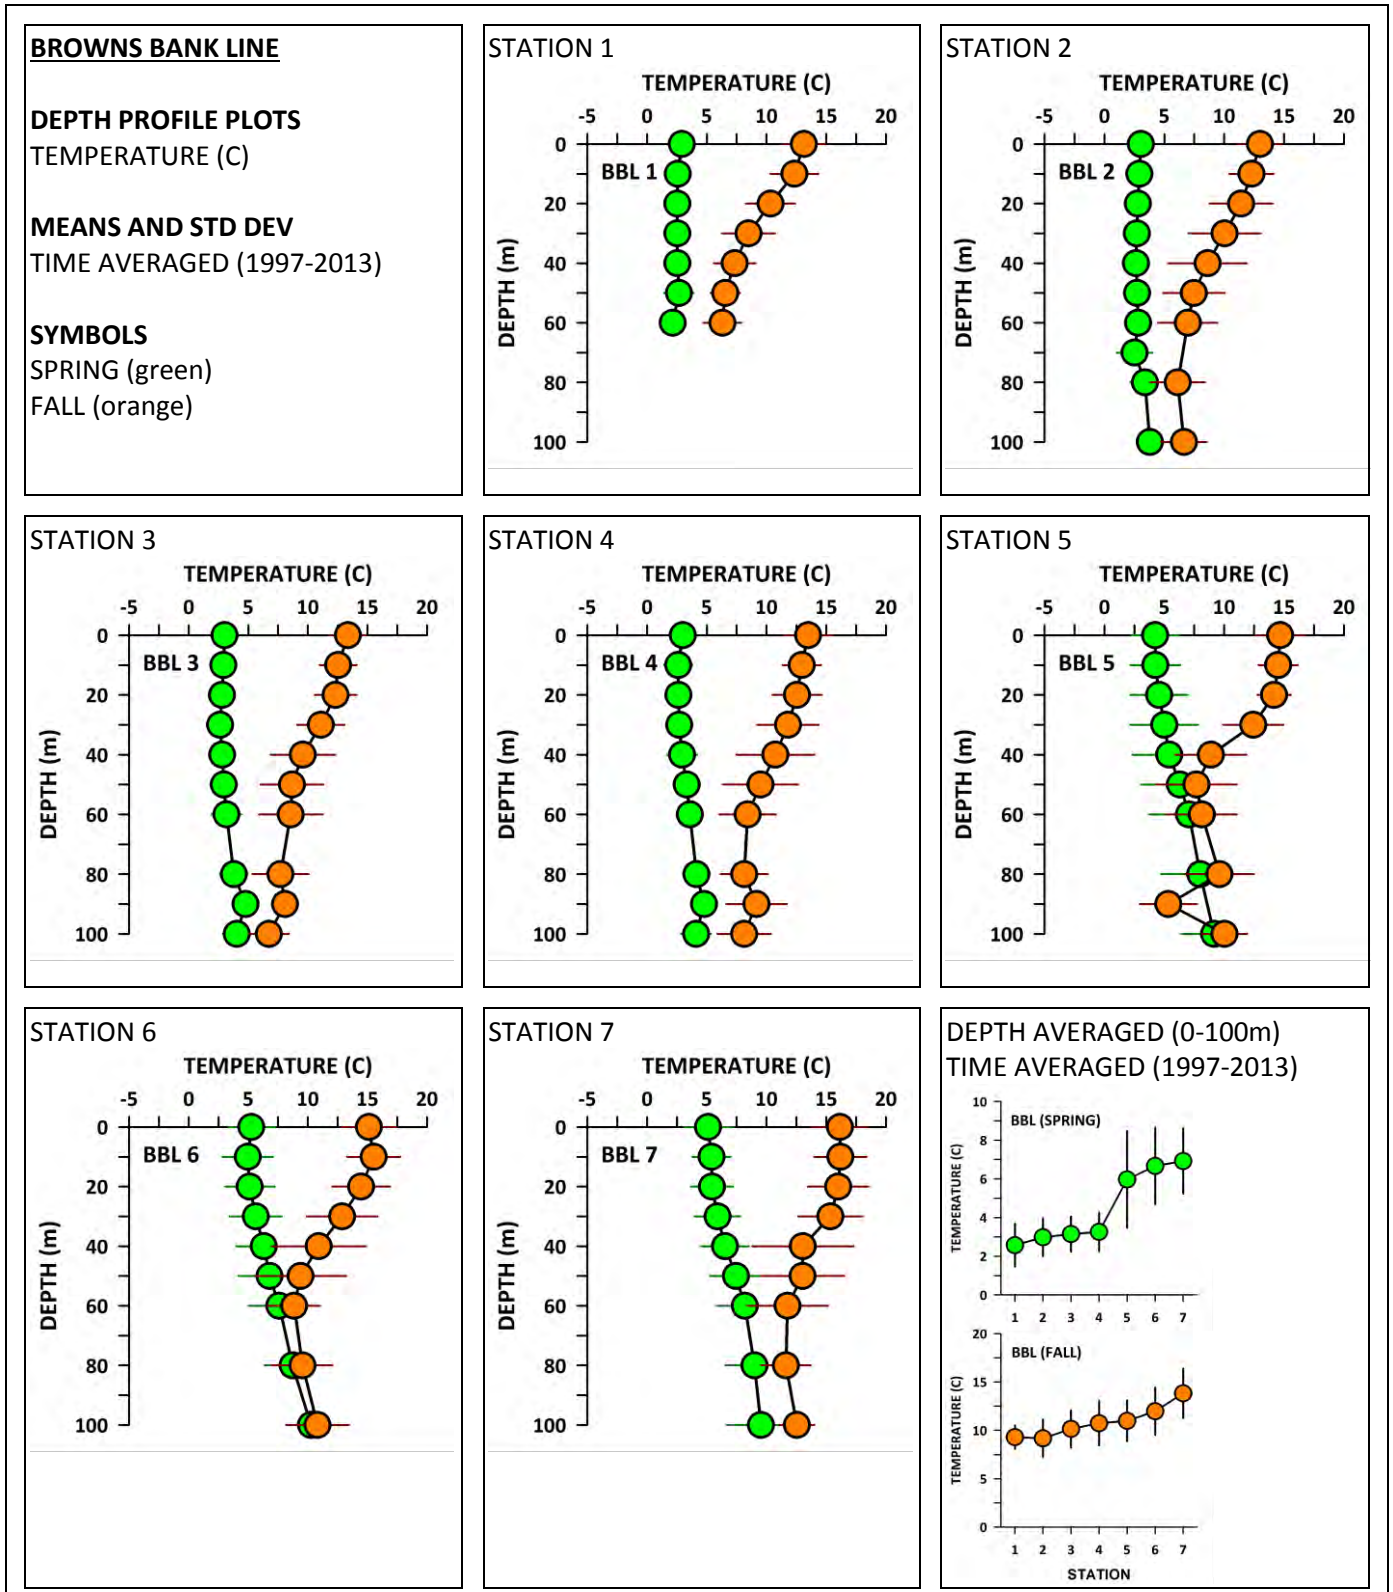 BROWNS BANK LINE
DEPTH PROFILE PLOTS
TEMPERATURE (C)
MEANS AND STD DEV
TIME AVERAGED (1997-2013)
SYMBOLS
SPRING (green)
FALL (orange)
STATION 1
TEMPERATURE (C)
-5 0 5 10 15 20
BBL 1
DEPTH (m)
0
20
40
60
80
100
STATION 2
TEMPERATURE (C)
-5 0 5 10 15 20
BBL 2
DEPTH (m)
0
20
40
60
80
100
STATION 3
TEMPERATURE (C)
-5 0 5 10 15 20
BBL 3
DEPTH (m)
0
20
40
60
80
100
STATION 4
TEMPERATURE (C)
-5 0 5 10 15 20
BBL 4
DEPTH (m)
0
20
40
60
80
100
STATION 5
TEMPERATURE (C)
-5 0 5 10 15 20
BBL 5
DEPTH (m)
0
20
40
60
80
100
STATION 6
TEMPERATURE (C)
-5 0 5 10 15 20
BBL 6
DEPTH (m)
0
20
40
60
80
100
STATION 7
TEMPERATURE (C)
-5 0 5 10 15 20
BBL 7
DEPTH (m)
0
20
40
60
80
100
DEPTH AVERAGED (0-100m)
TIME AVERAGED (1997-2013)
BBL (SPRING)
TEMPERATURE (C)
10
8
6
4
2
0
1 2 3 4 5 6 7
BBL (FALL)
TEMPERATURE (C)
20
15
10
5
0
1 2 3 4 5 6 7
STATION